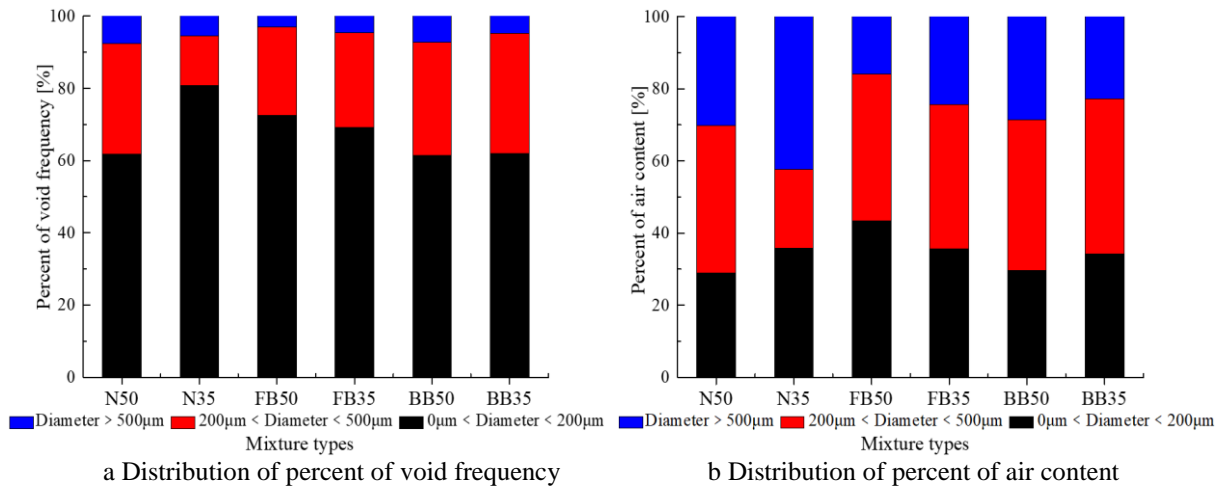 Percent of void frequency [%]
100
80
60
40
20
0
N50 N35 FB50 FB35 BB50 BB35
Diameter > 500μm 200μm < Diameter < 500μm 0μm < Diameter < 200μm
Mixture types
a Distribution of percent of void frequency
Percent of air content [%]
100
80
60
40
20
0
N50 N35 FB50 FB35 BB50 BB35
Diameter > 500μm 200μm < Diameter < 500μm 0μm < Diameter < 200μm
Mixture types
b Distribution of percent of air content